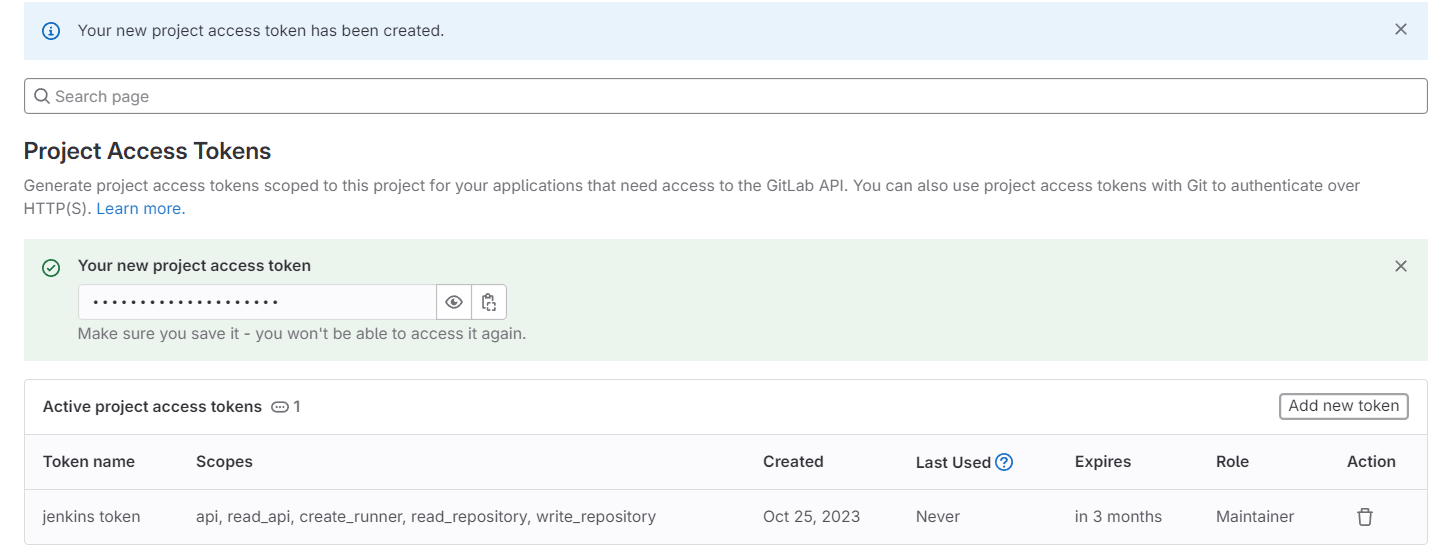 Your new project access token has been created.
Search page
Project Access Tokens
Generate project access tokens scoped to this project for your applications that need access to the GitLab API. You can also use project access tokens with Git to authenticate over
HTTP(S). Learn more.
Your new project access token
••••••••••••••••••••
Make sure you save it - you won't be able to access it again.
Active project access tokens 1
Add new token
Token name Scopes Created Last Used Expires Role Action
jenkins token api, read_api, create_runner, read_repository, write_repository Oct 25, 2023 Never in 3 months Maintainer